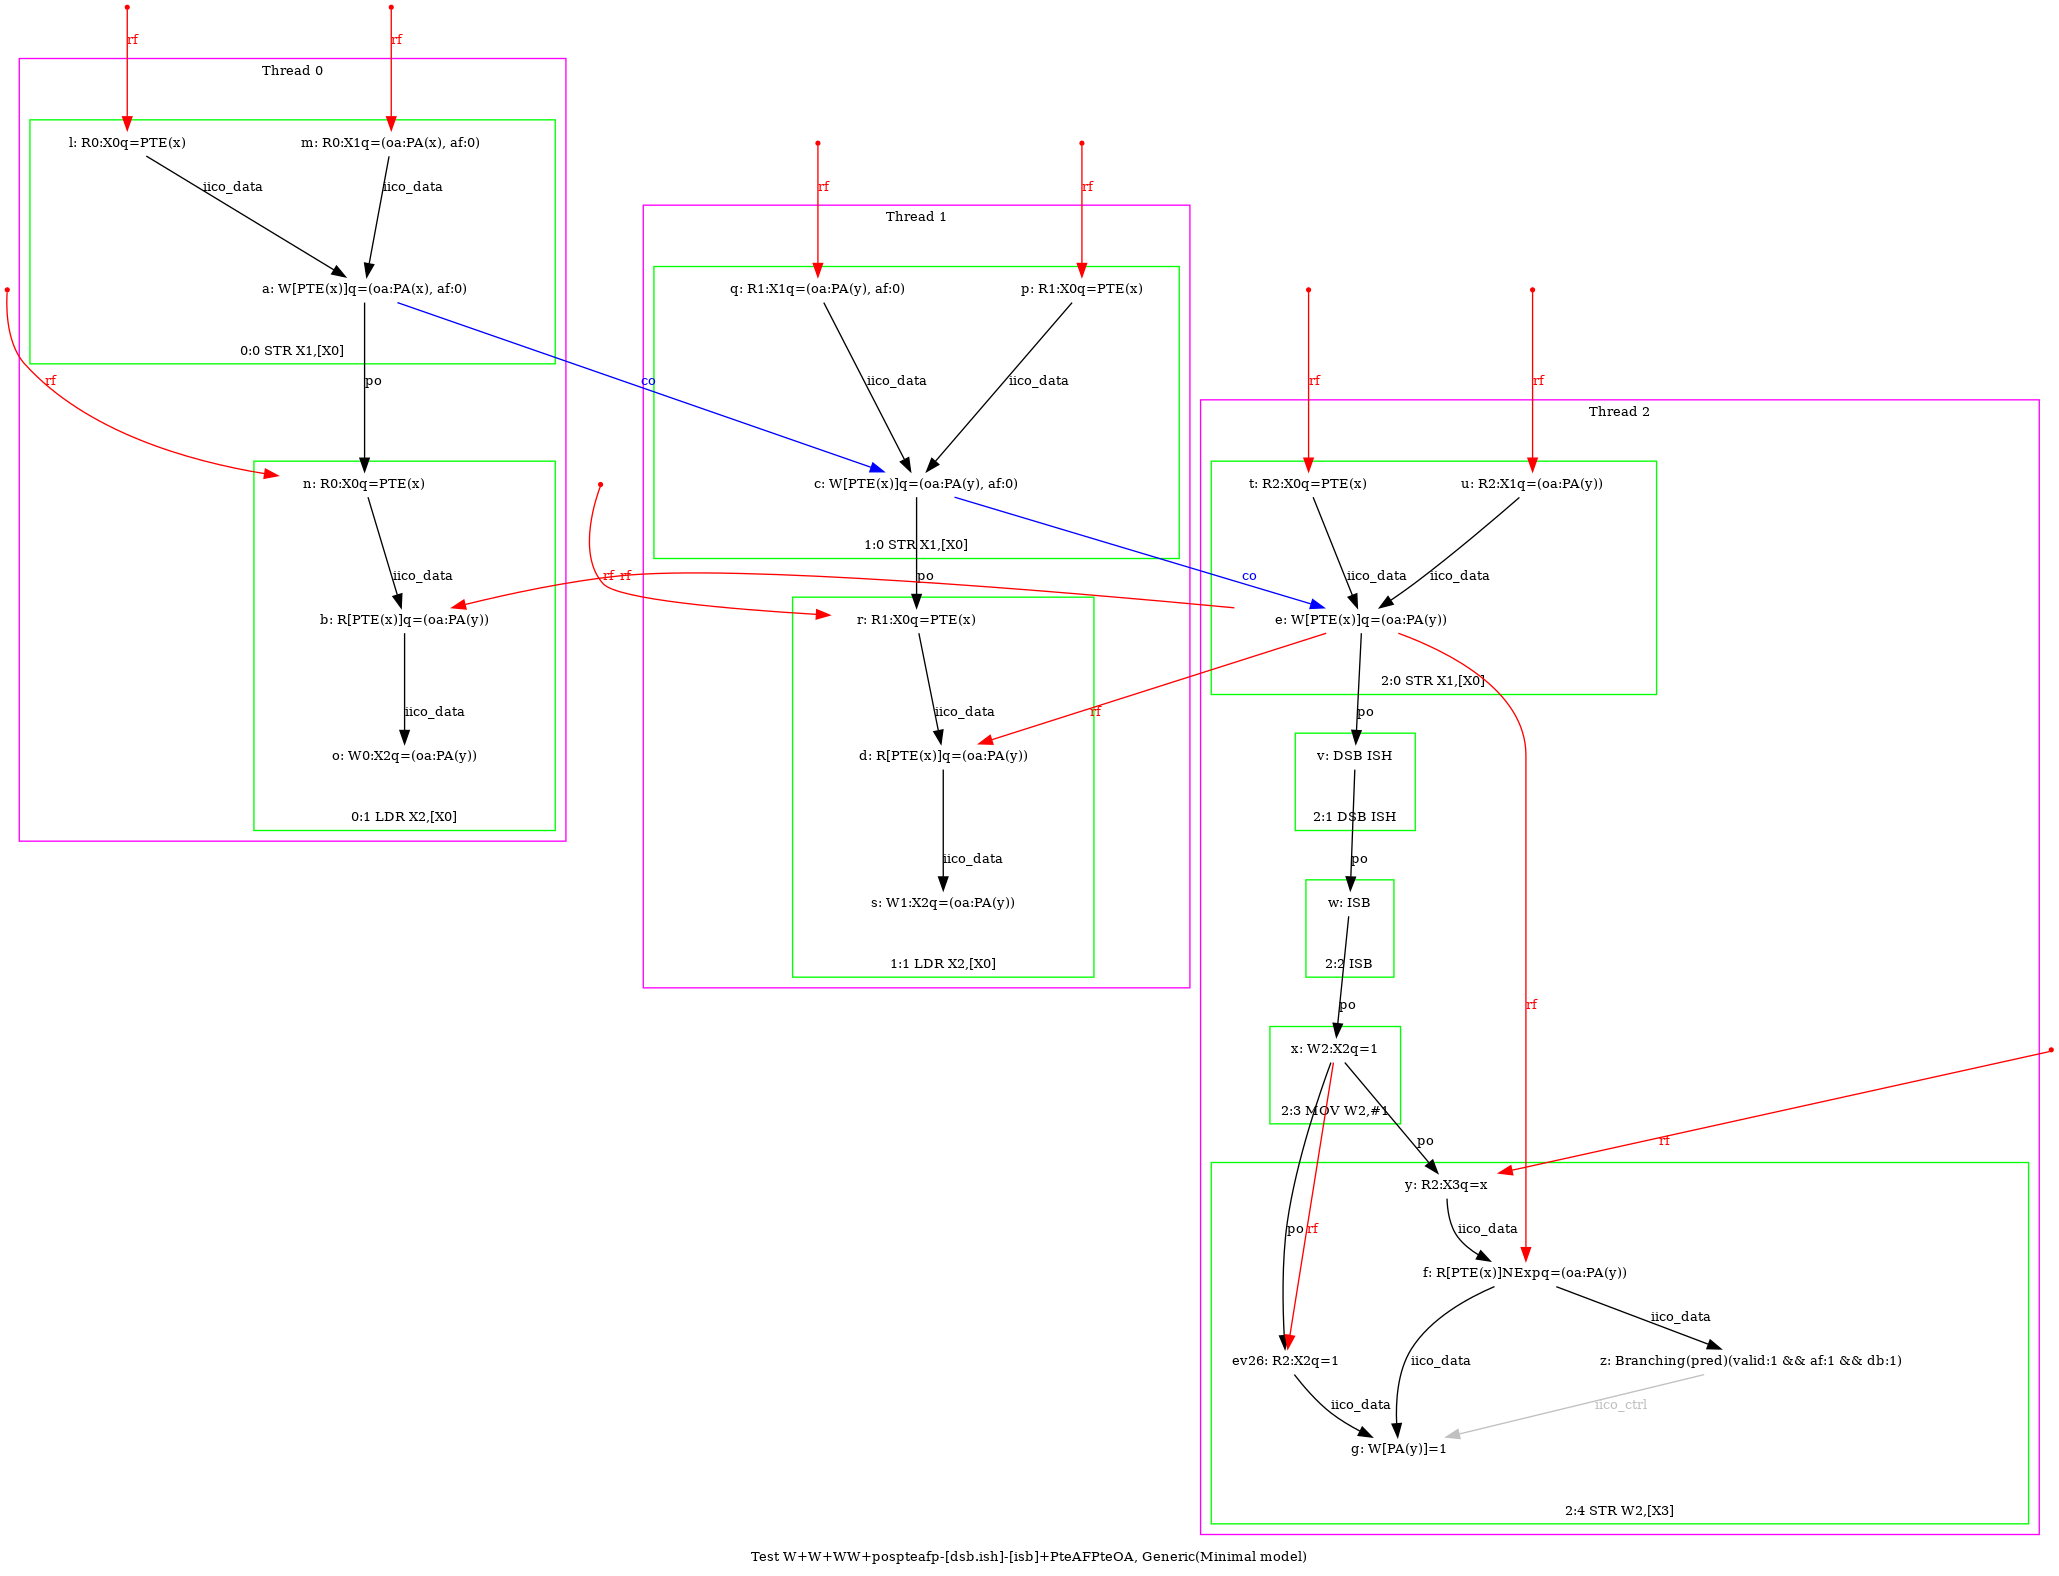 rf
rf
Thread 0
l: R0:X0q=PTE(x)
m: R0:X1q=(oa:PA(x), af:0)
iico_data
iico_data
a: W[PTE(x)]q=(oa:PA(x), af:0)
0:0 STR X1,[X0]
rf
po
co
n: R0:X0q=PTE(x)
iico_data
b: R[PTE(x)]q=(oa:PA(y))
iico_data
o: W0:X2q=(oa:PA(y))
0:1 LDR X2,[X0]
rf
rf
Thread 1
q: R1:X1q=(oa:PA(y), af:0)
p: R1:X0q=PTE(x)
iico_data
iico_data
c: W[PTE(x)]q=(oa:PA(y), af:0)
1:0 STR X1,[X0]
rf
rf
po
co
r: R1:X0q=PTE(x)
iico_data
rf
d: R[PTE(x)]q=(oa:PA(y))
iico_data
s: W1:X2q=(oa:PA(y))
1:1 LDR X2,[X0]
rf
rf
Thread 2
t: R2:X0q=PTE(x)
u: R2:X1q=(oa:PA(y))
iico_data
iico_data
e: W[PTE(x)]q=(oa:PA(y))
2:0 STR X1,[X0]
po
v: DSB ISH
2:1 DSB ISH
po
w: ISB
2:2 ISB
po
rf
x: W2:X2q=1
2:3 MOV W2,#1
po
rf
y: R2:X3q=x
po
rf
iico_data
f: R[PTE(x)]NExpq=(oa:PA(y))
iico_data
iico_data
ev26: R2:X2q=1
z: Branching(pred)(valid:1 && af:1 && db:1)
iico_data
iico_ctrl
g: W[PA(y)]=1
2:4 STR W2,[X3]
Test W+W+WW+pospteafp-[dsb.ish]-[isb]+PteAFPteOA, Generic(Minimal model)